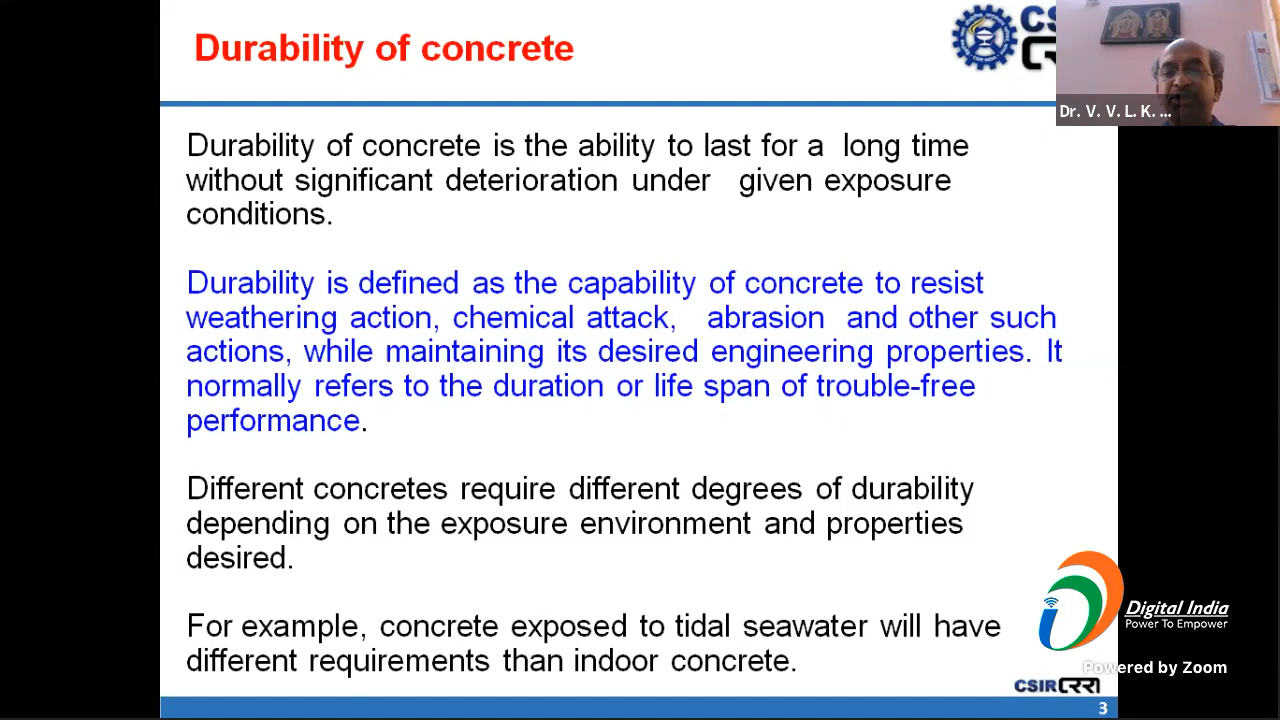 Durability of concrete
CS
Dr. V. V. L. K. ...
Durability of concrete is the ability to last for a long time
without significant deterioration under given exposure
conditions.
Durability is defined as the capability of concrete to resist
weathering action, chemical attack, abrasion and other such
actions, while maintaining its desired engineering properties. It
normally refers to the duration or life span of trouble-free
performance.
Different concretes require different degrees of durability
depending on the exposure environment and properties
desired.
For example, concrete exposed to tidal seawater will have
different requirements than indoor concrete.
Digital India
Power To Empower
Powered by Zoom
CSIR CRRI
3